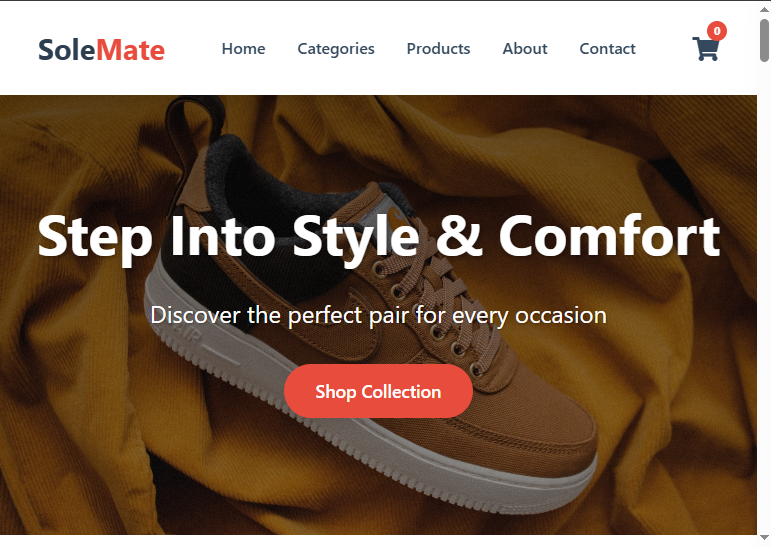 SoleMate
Home Categories Products About Contact
0
Step Into Style & Comfort
Discover the perfect pair for every occasion
Shop Collection
AIR